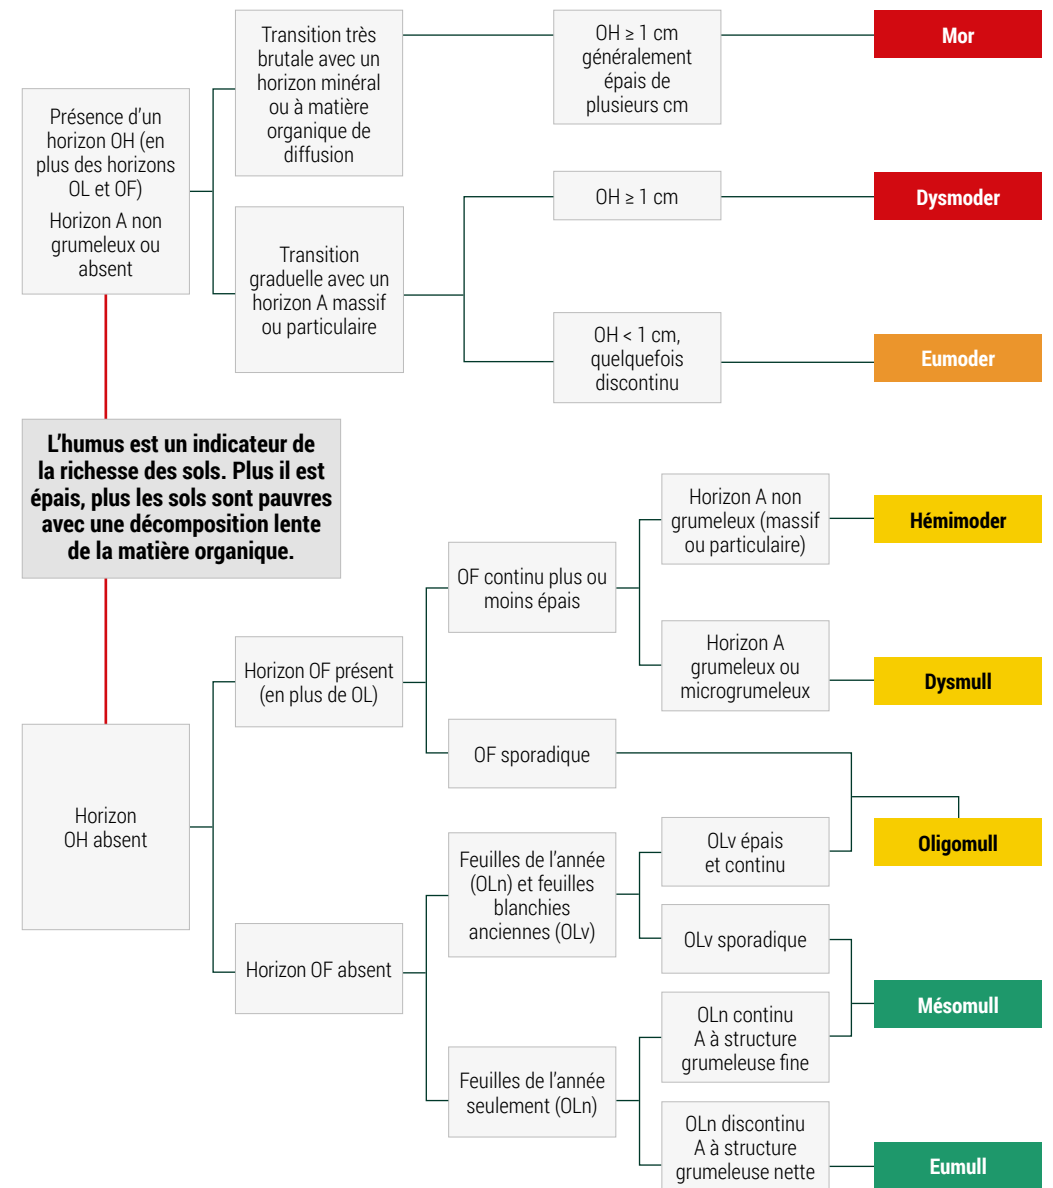 Transition très
brutale avec un
horizon minéral
ou à matière
organique de
diffusion
OH ≥ 1 cm
généralement
épais de
plusieurs cm
Mor
Présence d’un
horizon OH (en
plus des horizons
OL et OF)
Horizon A non
grumeleux ou
absent
OH ≥ 1 cm
Dysmoder
Transition
graduelle avec un
horizon A massif
ou particulaire
OH < 1 cm,
quelquefois
discontinu
Eumoder
L’humus est un indicateur de
la richesse des sols. Plus il est
épais, plus les sols sont pauvres
avec une décomposition lente
de la matière organique.
Horizon A non
grumeleux (massif
ou particulaire)
Hémimoder
OF continu plus ou
moins épais
Horizon A
grumeleux ou
microgrumeleux
Dysmull
Horizon OF présent
(en plus de OL)
OF sporadique
Horizon
OH absent
OLv épais
et continu
Oligomull
Feuilles de l’année
(OLn) et feuilles
blanchies
anciennes (OLv)
OLv sporadique
Horizon OF absent
Mésomull
OLn continu
A à structure
grumeleuse fine
Feuilles de l’année
seulement (OLn)
OLn discontinu
A à structure
grumeleuse nette
Eumull